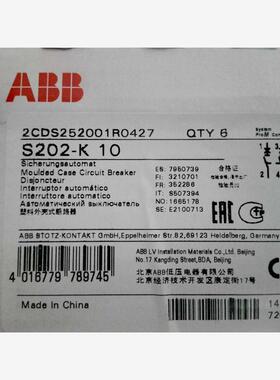 ABB
2CDS252001R0427 QTY 6
System
S202-K 10
Sicherungsautomat
Moulded Case Circuit Breaker
Disjoncteur
Interruptor automático
Interruttore automatico
Автоматический выключатель
塑料外壳式断路器
ES: 7950739
FI: 3210701
FR: 352286
IT: S507394
NO: 1665178
SE: E2100713
合格证
EAC
ABB STOTZ-KONTAKT GmbH, Eppelheimer Str.82,69123 Heidelberg, Germany
ABB LV Installation Materials Co., Ltd., Beijing
No.17 Kangding Street,BDA, Beijing
北京ABB低压电器有限公司
北京经济技术开发区康定街17号
4 016779 789745
Made in China